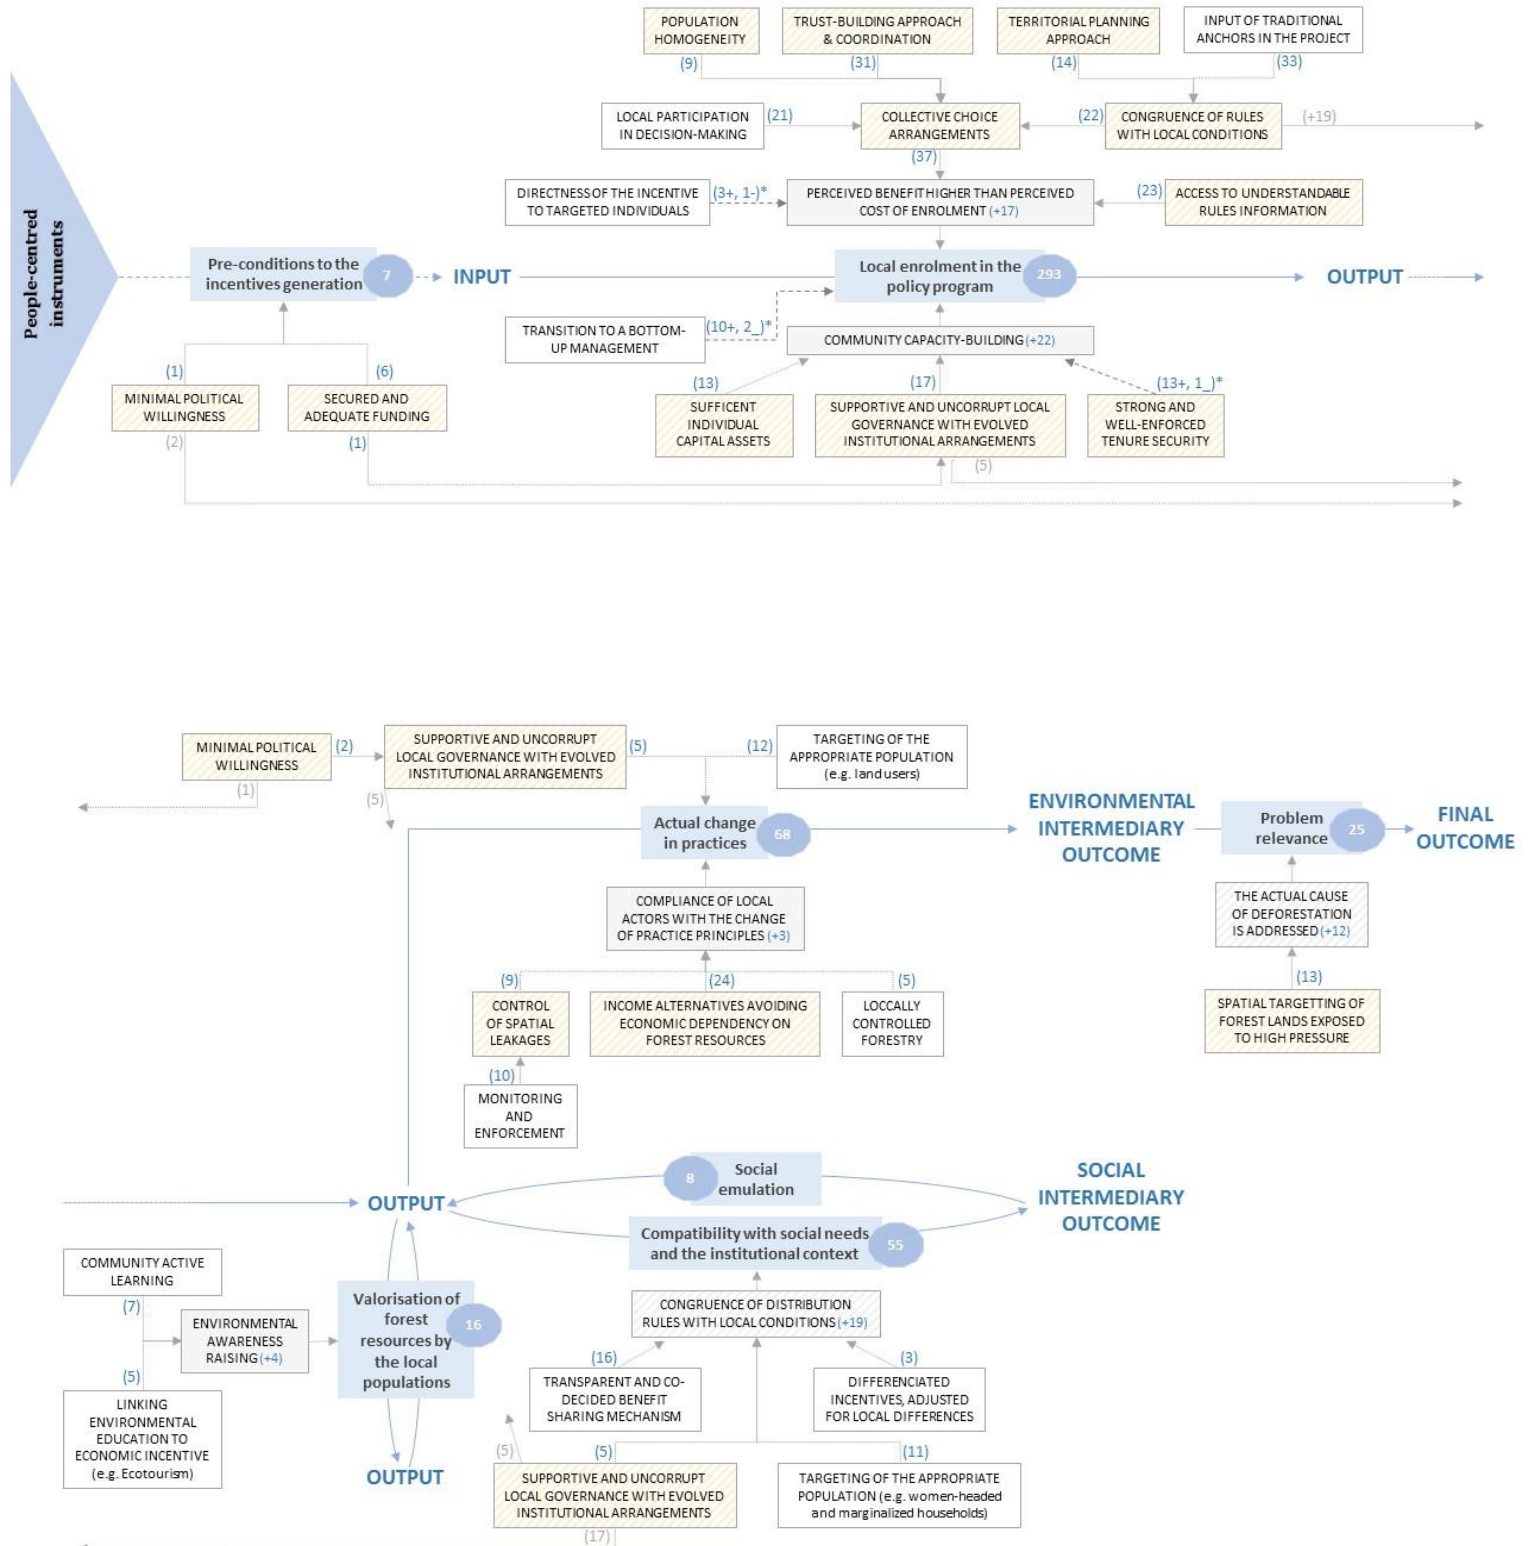 POPULATION
HOMOGENEITY
(9)
TRUST-BUILDING APPROACH
& COORDINATION
(31)
TERRITORIAL PLANNING
APPROACH
(14)
INPUT OF TRADITIONAL
ANCHORS IN THE PROJECT
(33)
LOCAL PARTICIPATION
IN DECISION-MAKING
(21)
COLLECTIVE CHOICE
ARRANGEMENTS
(37)
(22)
CONGRUENCE OF RULES
WITH LOCAL CONDITIONS
(+19)
DIRECTNESS OF THE INCENTIVE
TO TARGETED INDIVIDUALS
(3+, 1-)*
PERCEIVED BENEFIT HIGHER THAN PERCEIVED
COST OF ENROLMENT (+17)
(23)
ACCESS TO UNDERSTANDABLE
RULES INFORMATION
People-centred
instruments
Pre-conditions to the
incentives generation
7
INPUT
Local enrolment in the
policy program
293
OUTPUT
TRANSITION TO A BOTTOM-
UP MANAGEMENT
(10+, 2_)*
COMMUNITY CAPACITY-BUILDING (+22)
(1)
MINIMAL POLITICAL
WILLINGNESS
(2)
(6)
SECURED AND
ADEQUATE FUNDING
(1)
(13)
SUFFICENT
INDIVIDUAL
CAPITAL ASSETS
(17)
SUPPORTIVE AND UNCORRUPT LOCAL
GOVERNANCE WITH EVOLVED
INSTITUTIONAL ARRANGEMENTS
(5)
(13+, 1_)*
STRONG AND
WELL-ENFORCED
TENURE SECURITY
MINIMAL POLITICAL
WILLINGNESS
(1)
(2)
SUPPORTIVE AND UNCORRUPT
LOCAL GOVERNANCE WITH EVOLVED
INSTITUTIONAL ARRANGEMENTS
(5)
(5)
(12)
TARGETING OF THE
APPROPRIATE POPULATION
(e.g. land users)
Actual change
in practices
68
ENVIRONMENTAL
INTERMEDIARY
OUTCOME
Problem
relevance
25
FINAL
OUTCOME
COMPLIANCE OF LOCAL
ACTORS WITH THE CHANGE
OF PRACTICE PRINCIPLES (+3)
THE ACTUAL CAUSE
OF DEFORESTATION
IS ADDRESSED (+12)
(9)
CONTROL
OF SPATIAL
LEAKAGES
(24)
INCOME ALTERNATIVES AVOIDING
ECONOMIC DEPENDENCY ON
FOREST RESOURCES
(5)
LOCCALLY
CONTROLLED
FORESTRY
(13)
SPATIAL TARGETTING OF
FOREST LANDS EXPOSED
TO HIGH PRESSURE
(10)
MONITORING
AND
ENFORCEMENT
OUTPUT
8
Social
emulation
SOCIAL
INTERMEDIARY
OUTCOME
Compatibility with social needs
and the institutional context
55
COMMUNITY ACTIVE
LEARNING
(7)
ENVIRONMENTAL
AWARENESS
RAISING (+4)
Valorisation of
forest
resources by
the local
populations
16
(5)
LINKING
ENVIRONMENTAL
EDUCATION TO
ECONOMIC INCENTIVE
(e.g. Ecotourism)
OUTPUT
CONGRUENCE OF DISTRIBUTION
RULES WITH LOCAL CONDITIONS (+19)
(16)
TRANSPARENT AND CO-
DECIDED BENEFIT
SHARING MECHANISM
(3)
DIFFERENCIATED
INCENTIVES, ADJUSTED
FOR LOCAL DIFFERENCES
(5)
(5)
SUPPORTIVE AND UNCORRUPT
LOCAL GOVERNANCE WITH EVOLVED
INSTITUTIONAL ARRANGEMENTS
(17)
(11)
TARGETING OF THE APPROPRIATE
POPULATION (e.g. women-headed
and marginalized households)